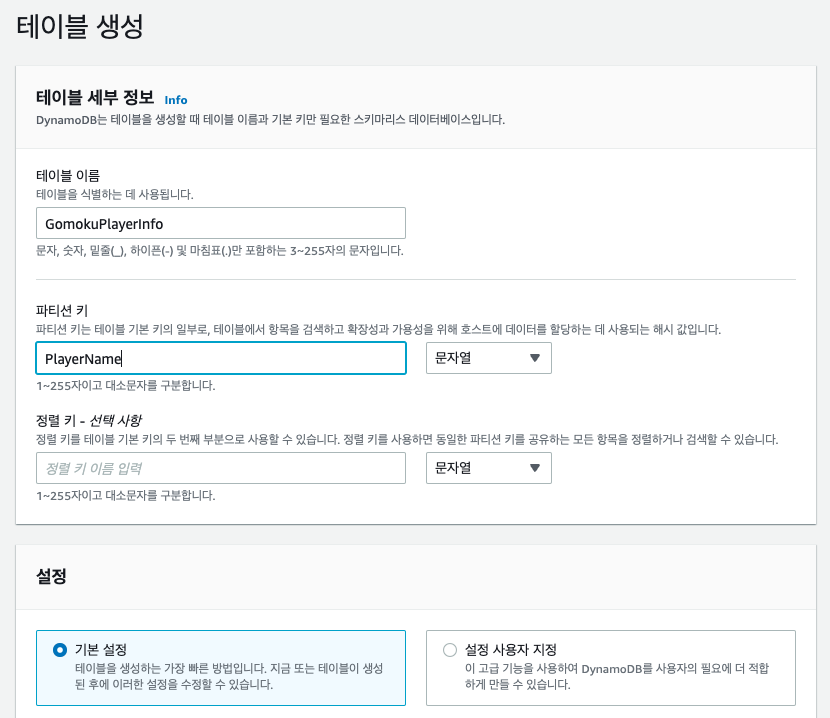 테이블 생성
테이블 세부 정보 Info
DynamoDB는 테이블을 생성할 때 테이블 이름과 기본 키만 필요한 스키마리스 데이터베이스입니다.
테이블 이름
테이블을 식별하는 데 사용됩니다.
GomokuPlayerInfo
문자, 숫자, 밑줄(_), 하이픈(-) 및 마침표(.)만 포함하는 3~255자의 문자입니다.
파티션 키
파티션 키는 테이블 기본 키의 일부로, 테이블에서 항목을 검색하고 확장성과 가용성을 위해 호스트에 데이터를 할당하는 데 사용되는 해시 값입니다.
PlayerName 문자열
1~255자이고 대소문자를 구분합니다.
정렬 키 - 선택 사항
정렬 키를 테이블 기본 키의 두 번째 부분으로 사용할 수 있습니다. 정렬 키를 사용하면 동일한 파티션 키를 공유하는 모든 항목을 정렬하거나 검색할 수 있습니다.
정렬 키 이름 입력 문자열
1~255자이고 대소문자를 구분합니다.
설정
기본 설정
테이블을 생성하는 가장 빠른 방법입니다. 지금 또는 테이블이 생성
된 후에 이러한 설정을 수정할 수 있습니다.
설정 사용자 지정
이 고급 기능을 사용하여 DynamoDB를 사용자의 필요에 더 적합
하게 만들 수 있습니다.